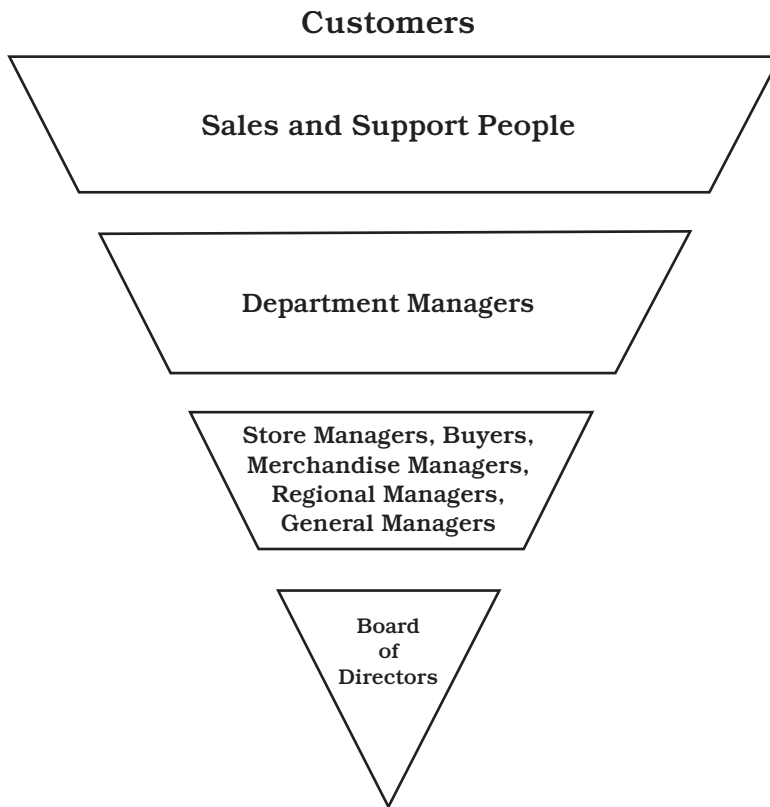 Customers
Sales and Support People
Department Managers
Store Managers, Buyers,
Merchandise Managers,
Regional Managers,
General Managers
Board
of
Directors